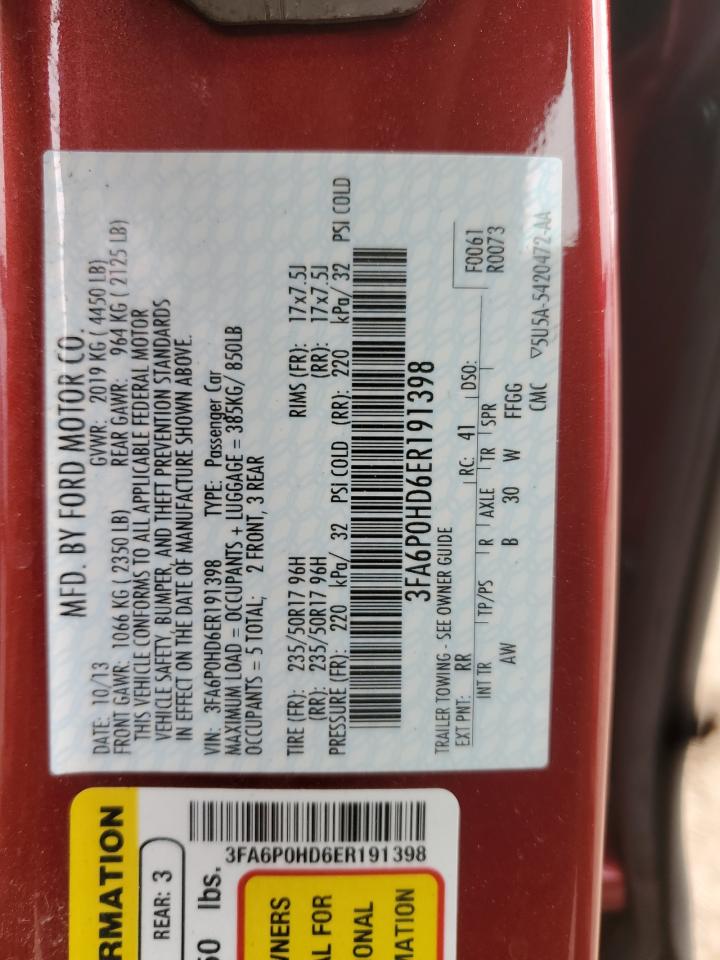 MFD. BY FORD MOTOR CO.
DATE: 10/13 GVWR: 2019 KG ( 4450 LB)
FRONT GAWR: 1066 KG ( 2350 LB) REAR GAWR: 964 KG ( 2125 LB)
THIS VEHICLE CONFORMS TO ALL APPLICABLE FEDERAL MOTOR
VEHICLE SAFETY, BUMPER, AND THEFT PREVENTION STANDARDS
IN EFFECT ON THE DATE OF MANUFACTURE SHOWN ABOVE.
VIN: 3FA6P0HD6ER191398 TYPE: Passenger Car
MAXIMUM LOAD = OCCUPANTS + LUGGAGE = 385KG/ 850LB
OCCUPANTS = 5 TOTAL; 2 FRONT, 3 REAR
TIRE (FR): 235/50R17 96H RIMS (FR): 17x7.5J
(RR): 235/50R17 96H (RR): 17x7.5J
PRESSURE (FR): 220 kPa/ 32 PSI COLD (RR): 220 kPa/ 32 PSI COLD
3FA6P0HD6ER191398
TRAILER TOWING - SEE OWNER GUIDE F0061
EXT PNT: RR RC: 41 DSO: R0073
INT TR TP/PS R AXLE TR SPR
AW B 30 W FFGG
CMC ▽5U5A-5420472-AA
RMATION
REAR: 3
50 lbs.
3FA6P0HD6ER191398
WNERS
AL FOR
ONAL
MATION